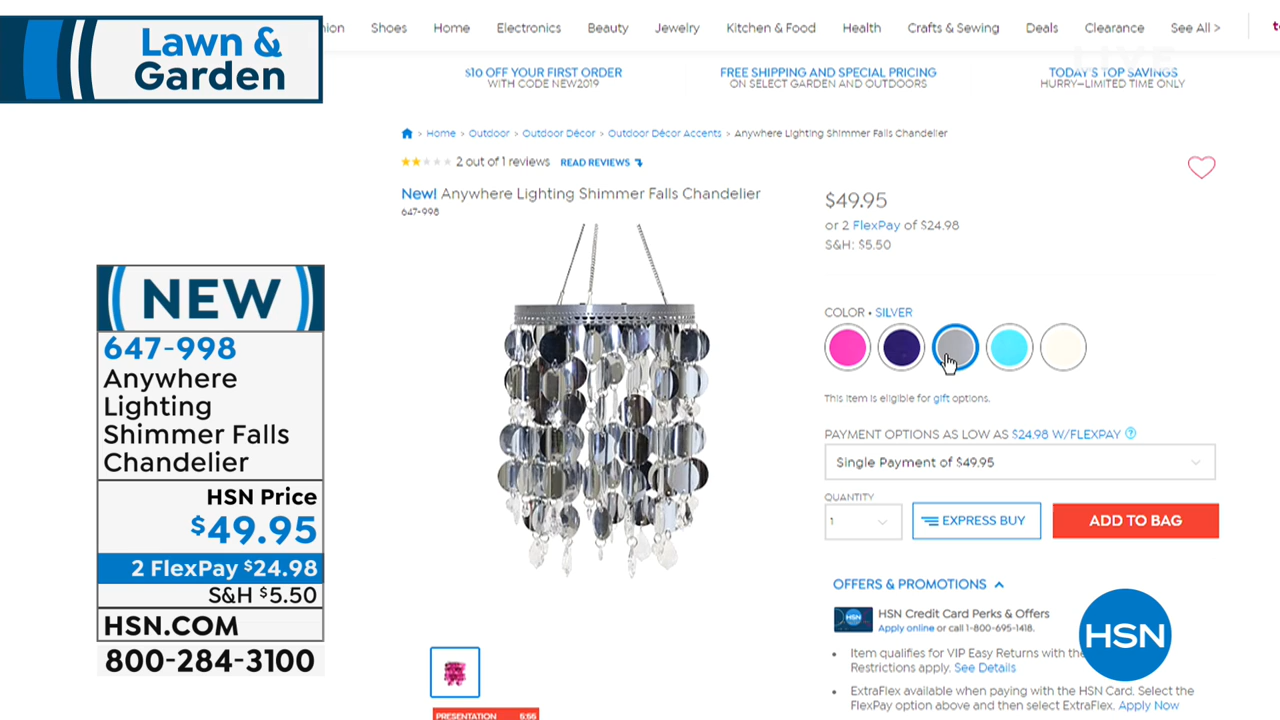 Lawn &
Garden
Shoes Home Electronics Beauty Jewelry Kitchen & Food Health Crafts & Sewing Deals Clearance See All >
LIVE
$10 OFF YOUR FIRST ORDER
WITH CODE NEW2019
FREE SHIPPING AND SPECIAL PRICING
ON SELECT GARDEN AND OUTDOORS
TODAY'S TOP SAVINGS
HURRY—LIMITED TIME ONLY
> Home > Outdoor > Outdoor Décor > Outdoor Décor Accents > Anywhere Lighting Shimmer Falls Chandelier
2 out of 1 reviews READ REVIEWS
New! Anywhere Lighting Shimmer Falls Chandelier
647-998
$49.95
or 2 FlexPay of $24.98
S&H: $5.50
COLOR • SILVER
This item is eligible for gift options.
PAYMENT OPTIONS AS LOW AS $24.98 W/FLEXPAY ?
Single Payment of $49.95
QUANTITY
1
EXPRESS BUY
ADD TO BAG
OFFERS & PROMOTIONS
HSN
HSN Credit Card Perks & Offers
Apply online or call 1-800-695-1418.
• Item qualifies for VIP Easy Returns with the
Restrictions apply. See Details
• ExtraFlex available when paying with the HSN Card. Select the
FlexPay option above and then select ExtraFlex. Apply Now
PRESENTATION 5:55
NEW
647-998
Anywhere
Lighting
Shimmer Falls
Chandelier
HSN Price
$49.95
2 FlexPay $24.98
S&H $5.50
HSN.COM
800-284-3100
HSN